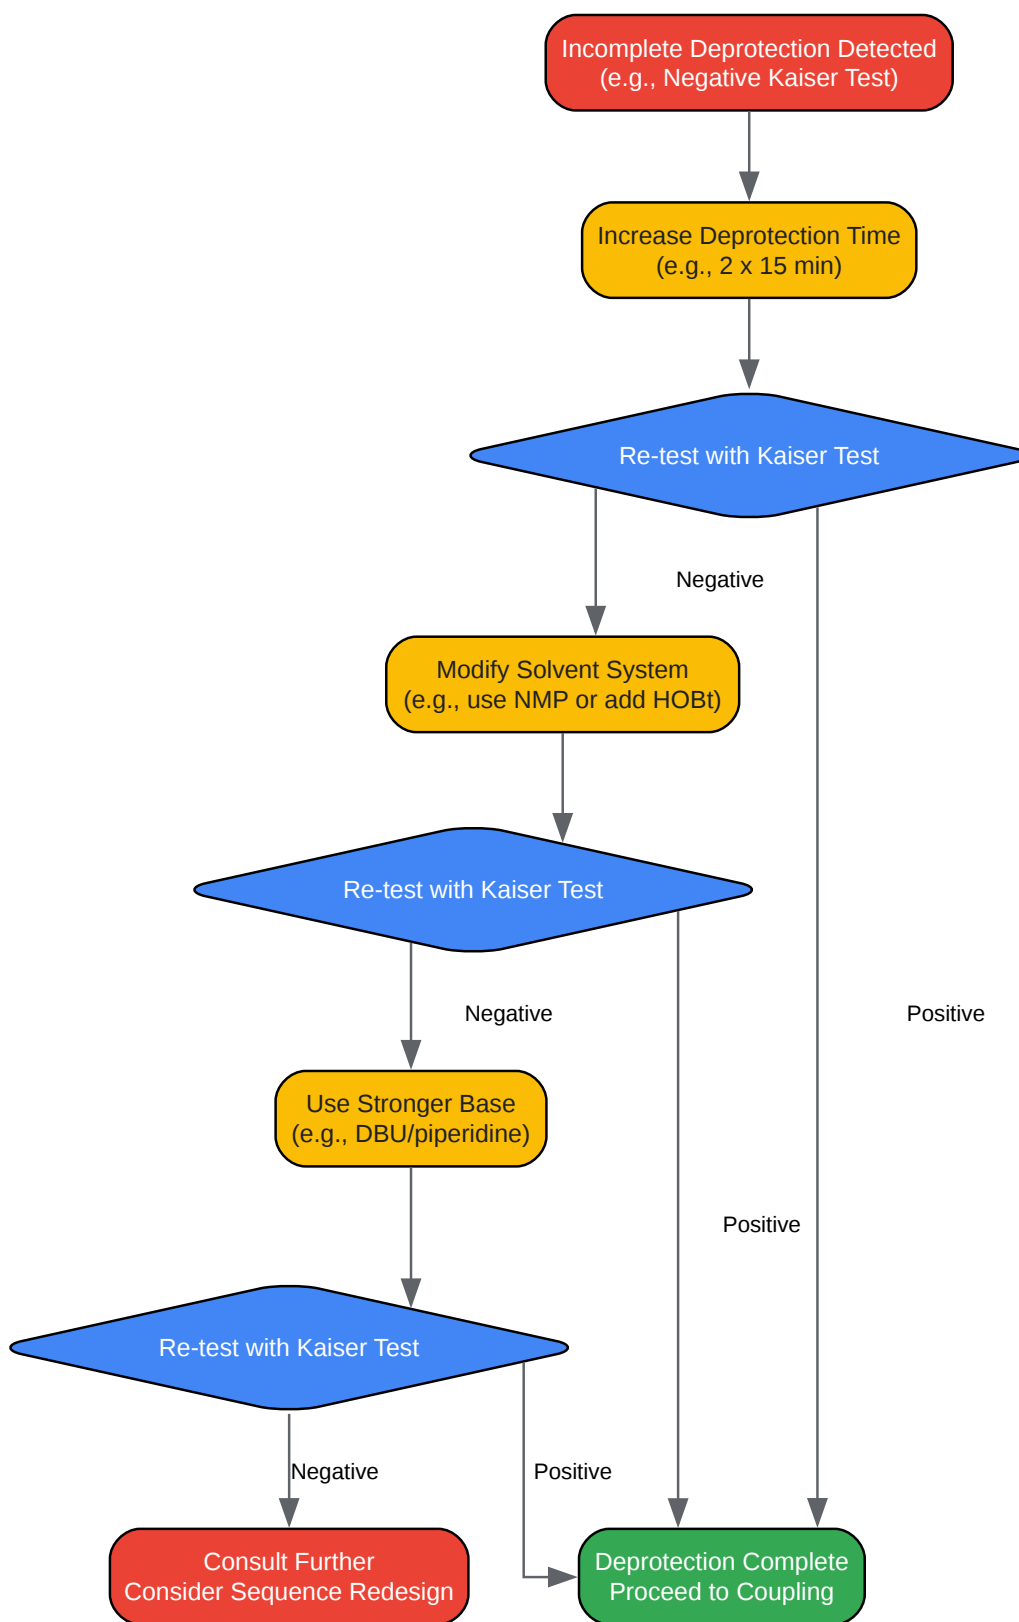 Incomplete Deprotection Detected
(e.g., Negative Kaiser Test)
Increase Deprotection Time
(e.g., 2 x 15 min)
Re-test with Kaiser Test
Negative
Modify Solvent System
(e.g., use NMP or add HOBt)
Re-test with Kaiser Test
Negative
Positive
Use Stronger Base
(e.g., DBU/piperidine)
Positive
Re-test with Kaiser Test
Negative
Positive
Consult Further
Consider Sequence Redesign
Deprotection Complete
Proceed to Coupling